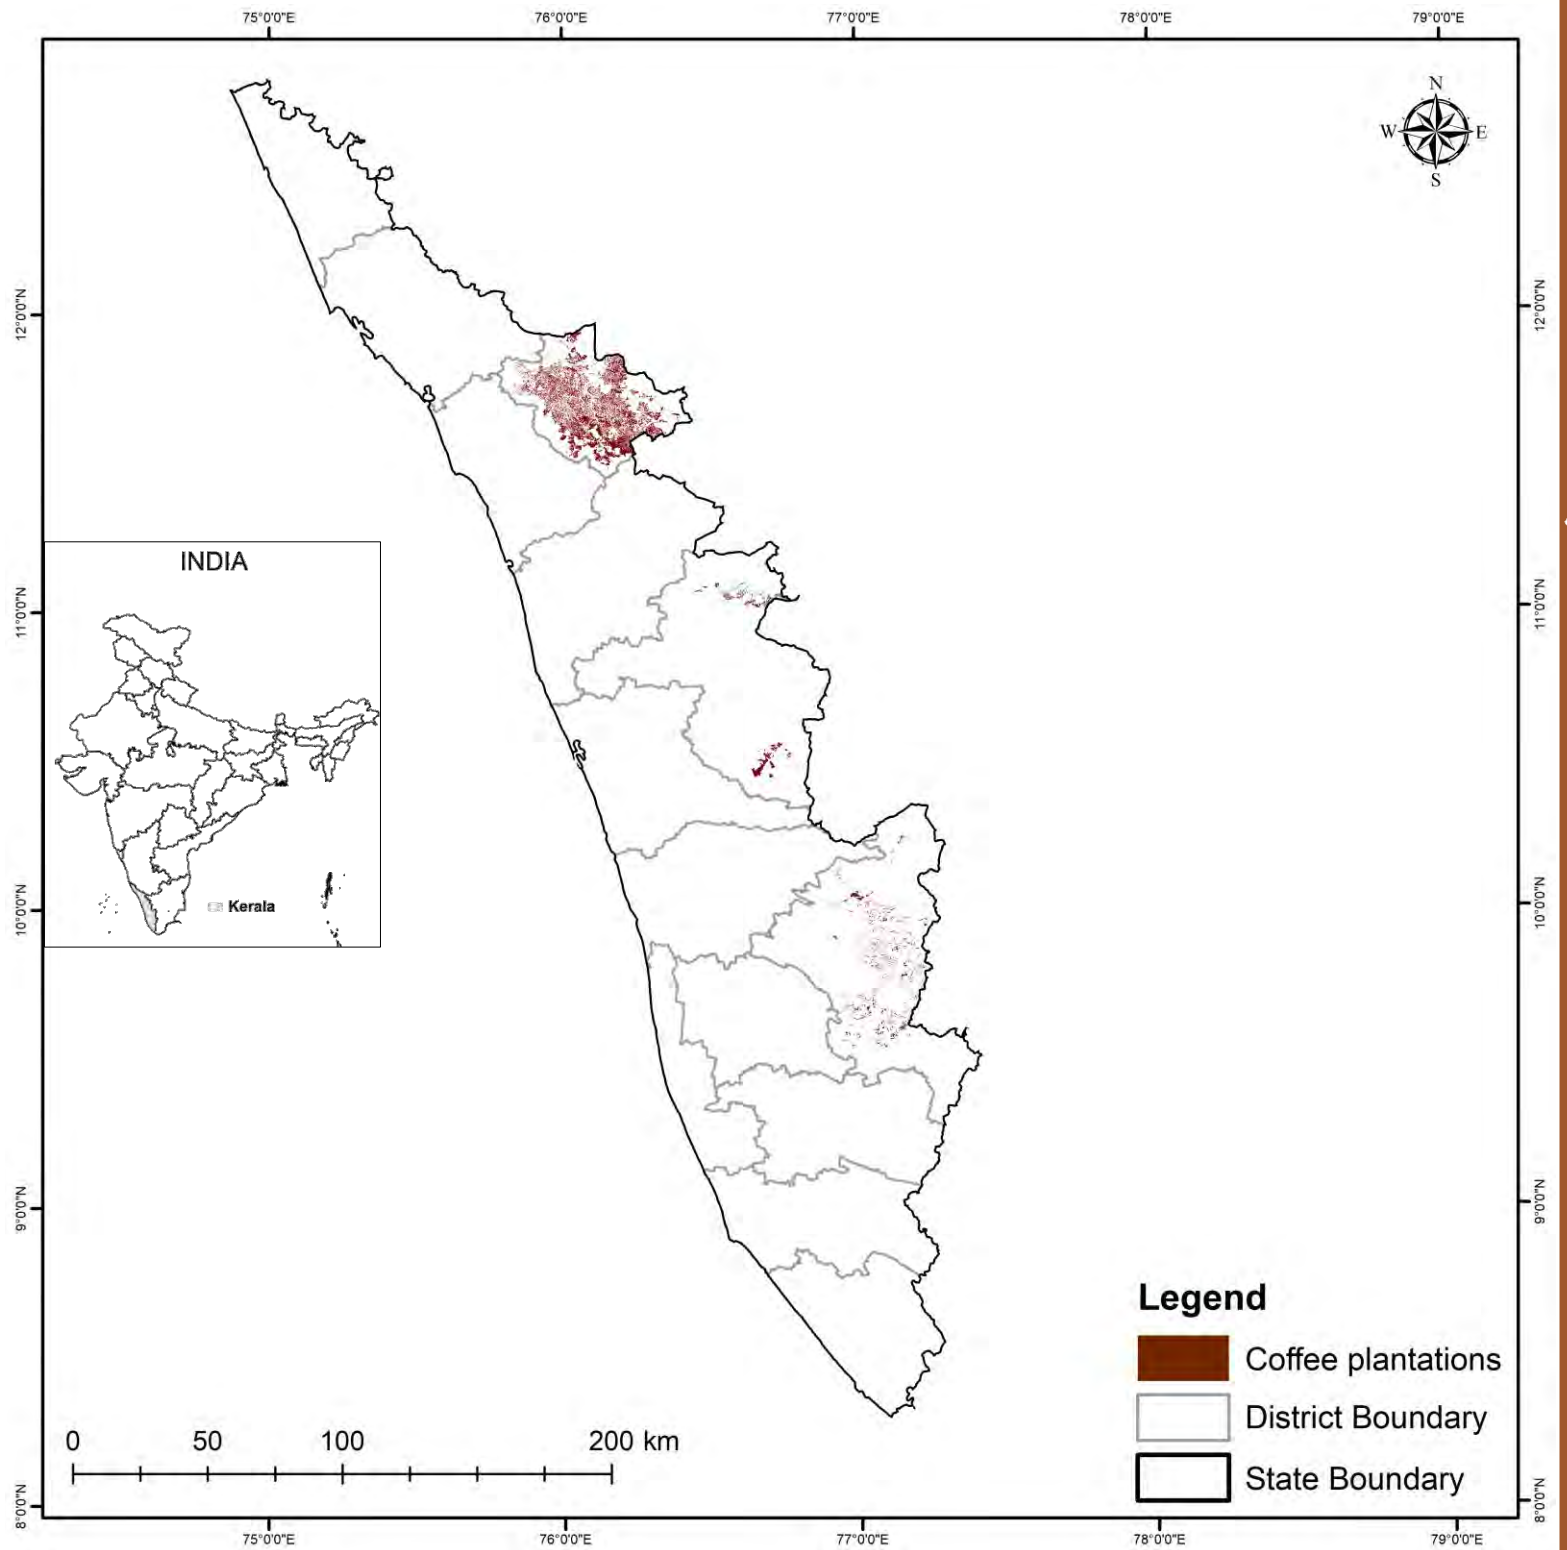 75°0'0"E 76°0'0"E 77°0'0"E 78°0'0"E 79°0'0"E
N
W E
S
12°0'0"N 12°0'0"N
INDIA
11°0'0"N 11°0'0"N
Kerala
10°0'0"N 10°0'0"N
9°0'0"N 9°0'0"N
Legend
Coffee plantations
District Boundary
State Boundary
0 50 100 200 km
8°0'0"N 8°0'0"N
75°0'0"E 76°0'0"E 77°0'0"E 78°0'0"E 79°0'0"E